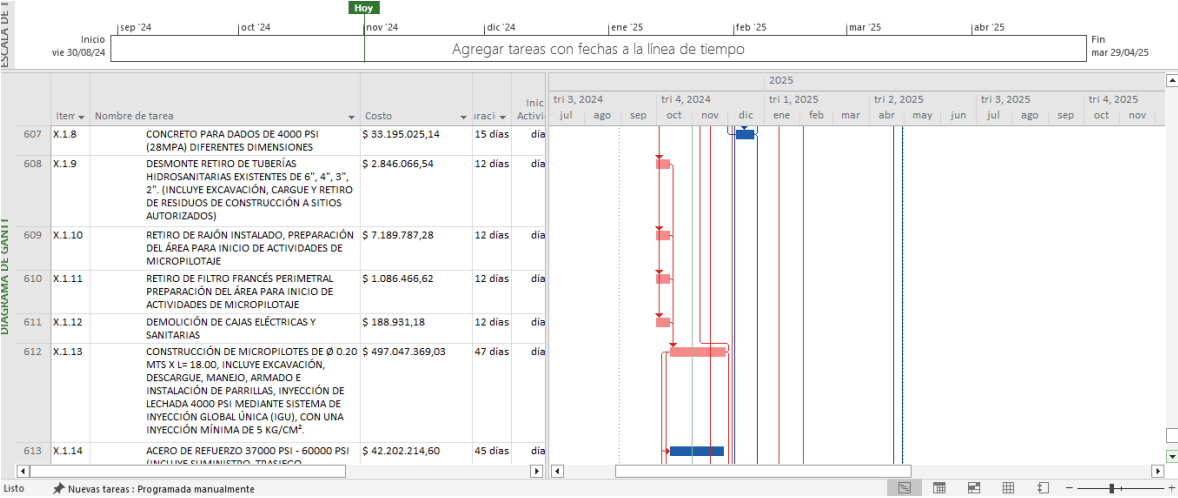 ESCALA DE T
Hoy
sep '24 oct '24 nov '24 dic '24 ene '25 feb '25 mar '25 abr '25
Inicio
vie 30/08/24
Agregar tareas con fechas a la línea de tiempo
Fin
mar 29/04/25
DIAGRAMA DE GANTT
Item Nombre de tarea Costo iraci Inic
Activi
2025
tri 3, 2024 tri 4, 2024 tri 1, 2025 tri 2, 2025 tri 3, 2025 tri 4, 2025
jul ago sep oct nov dic ene feb mar abr may jun jul ago sep oct nov
607 X.1.8 CONCRETO PARA DADOS DE 4000 PSI $ 33.195.025,14 15 días día
(28MPA) DIFERENTES DIMENSIONES
608 X.1.9 DESMONTE RETIRO DE TUBERÍAS $ 2.846.066,54 12 días día
HIDROSANITARIAS EXISTENTES DE 6", 4", 3",
2". (INCLUYE EXCAVACIÓN, CARGUE Y RETIRO
DE RESIDUOS DE CONSTRUCCIÓN A SITIOS
AUTORIZADOS)
609 X.1.10 RETIRO DE RAJÓN INSTALADO, PREPARACIÓN $ 7.189.787,28 12 días día
DEL ÁREA PARA INICIO DE ACTIVIDADES DE
MICROPILOTAJE
610 X.1.11 RETIRO DE FILTRO FRANCÉS PERIMETRAL $ 1.086.466,62 12 días día
PREPARACIÓN DEL ÁREA PARA INICIO DE
ACTIVIDADES DE MICROPILOTAJE
611 X.1.12 DEMOLICIÓN DE CAJAS ELÉCTRICAS Y $ 188.931,18 12 días día
SANITARIAS
612 X.1.13 CONSTRUCCIÓN DE MICROPILOTES DE Ø 0.20 $ 497.047.369,03 47 días día
MTS X L= 18.00, INCLUYE EXCAVACIÓN,
DESCARGUE, MANEJO, ARMADO E
INSTALACIÓN DE PARRILLAS, INYECCIÓN DE
LECHADA 4000 PSI MEDIANTE SISTEMA DE
INYECCIÓN GLOBAL ÚNICA (IGU), CON UNA
INYECCIÓN MÍNIMA DE 5 KG/CM².
613 X.1.14 ACERO DE REFUERZO 37000 PSI - 60000 PSI $ 42.202.214,60 45 días día
(INCLUYE SUMINISTRO, TRASIEGO
Listo Nuevas tareas : Programada manualmente